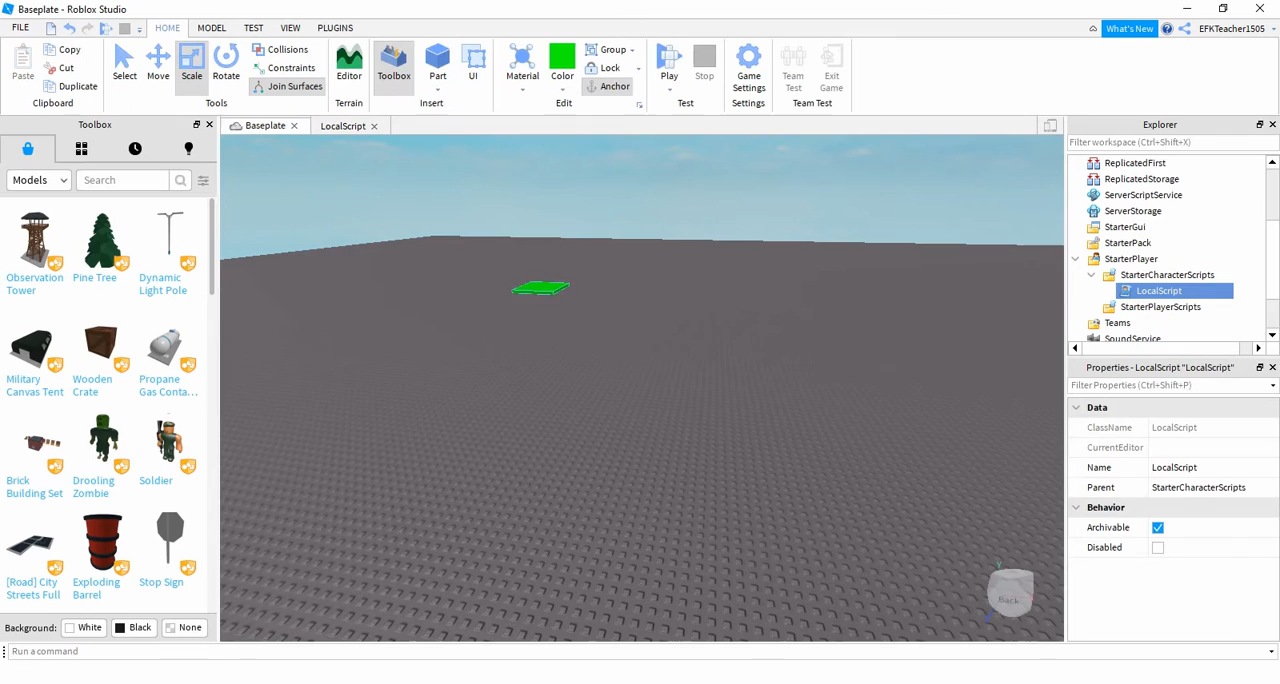 Baseplate - Roblox Studio
FILE HOME MODEL TEST VIEW PLUGINS What's New EFKTeacher1505
Paste Copy Cut Duplicate Clipboard
Select Move Scale Rotate Collisions Constraints Join Surfaces Tools
Editor Terrain
Toolbox Part UI Insert
Material Color Group Lock Anchor Edit
Play Stop Test
Game Settings Settings
Team Test Exit Game Team Test
Toolbox
Models Search
Observation Tower
Pine Tree
Dynamic Light Pole
Military Canvas Tent
Wooden Crate
Propane Gas Conta...
Brick Building Set
Drooling Zombie
Soldier
[Road] City Streets Full
Exploding Barrel
Stop Sign
Background: White Black None
Baseplate LocalScript
Back
Y
Explorer
Filter workspace (Ctrl+Shift+X)
ReplicatedFirst
ReplicatedStorage
ServerScriptService
ServerStorage
StarterGui
StarterPack
StarterPlayer
StarterCharacterScripts
LocalScript
StarterPlayerScripts
Teams
SoundService
Properties - LocalScript "LocalScript"
Filter Properties (Ctrl+Shift+P)
Data
ClassName LocalScript
CurrentEditor
Name LocalScript
Parent StarterCharacterScripts
Behavior
Archivable
Disabled
Run a command